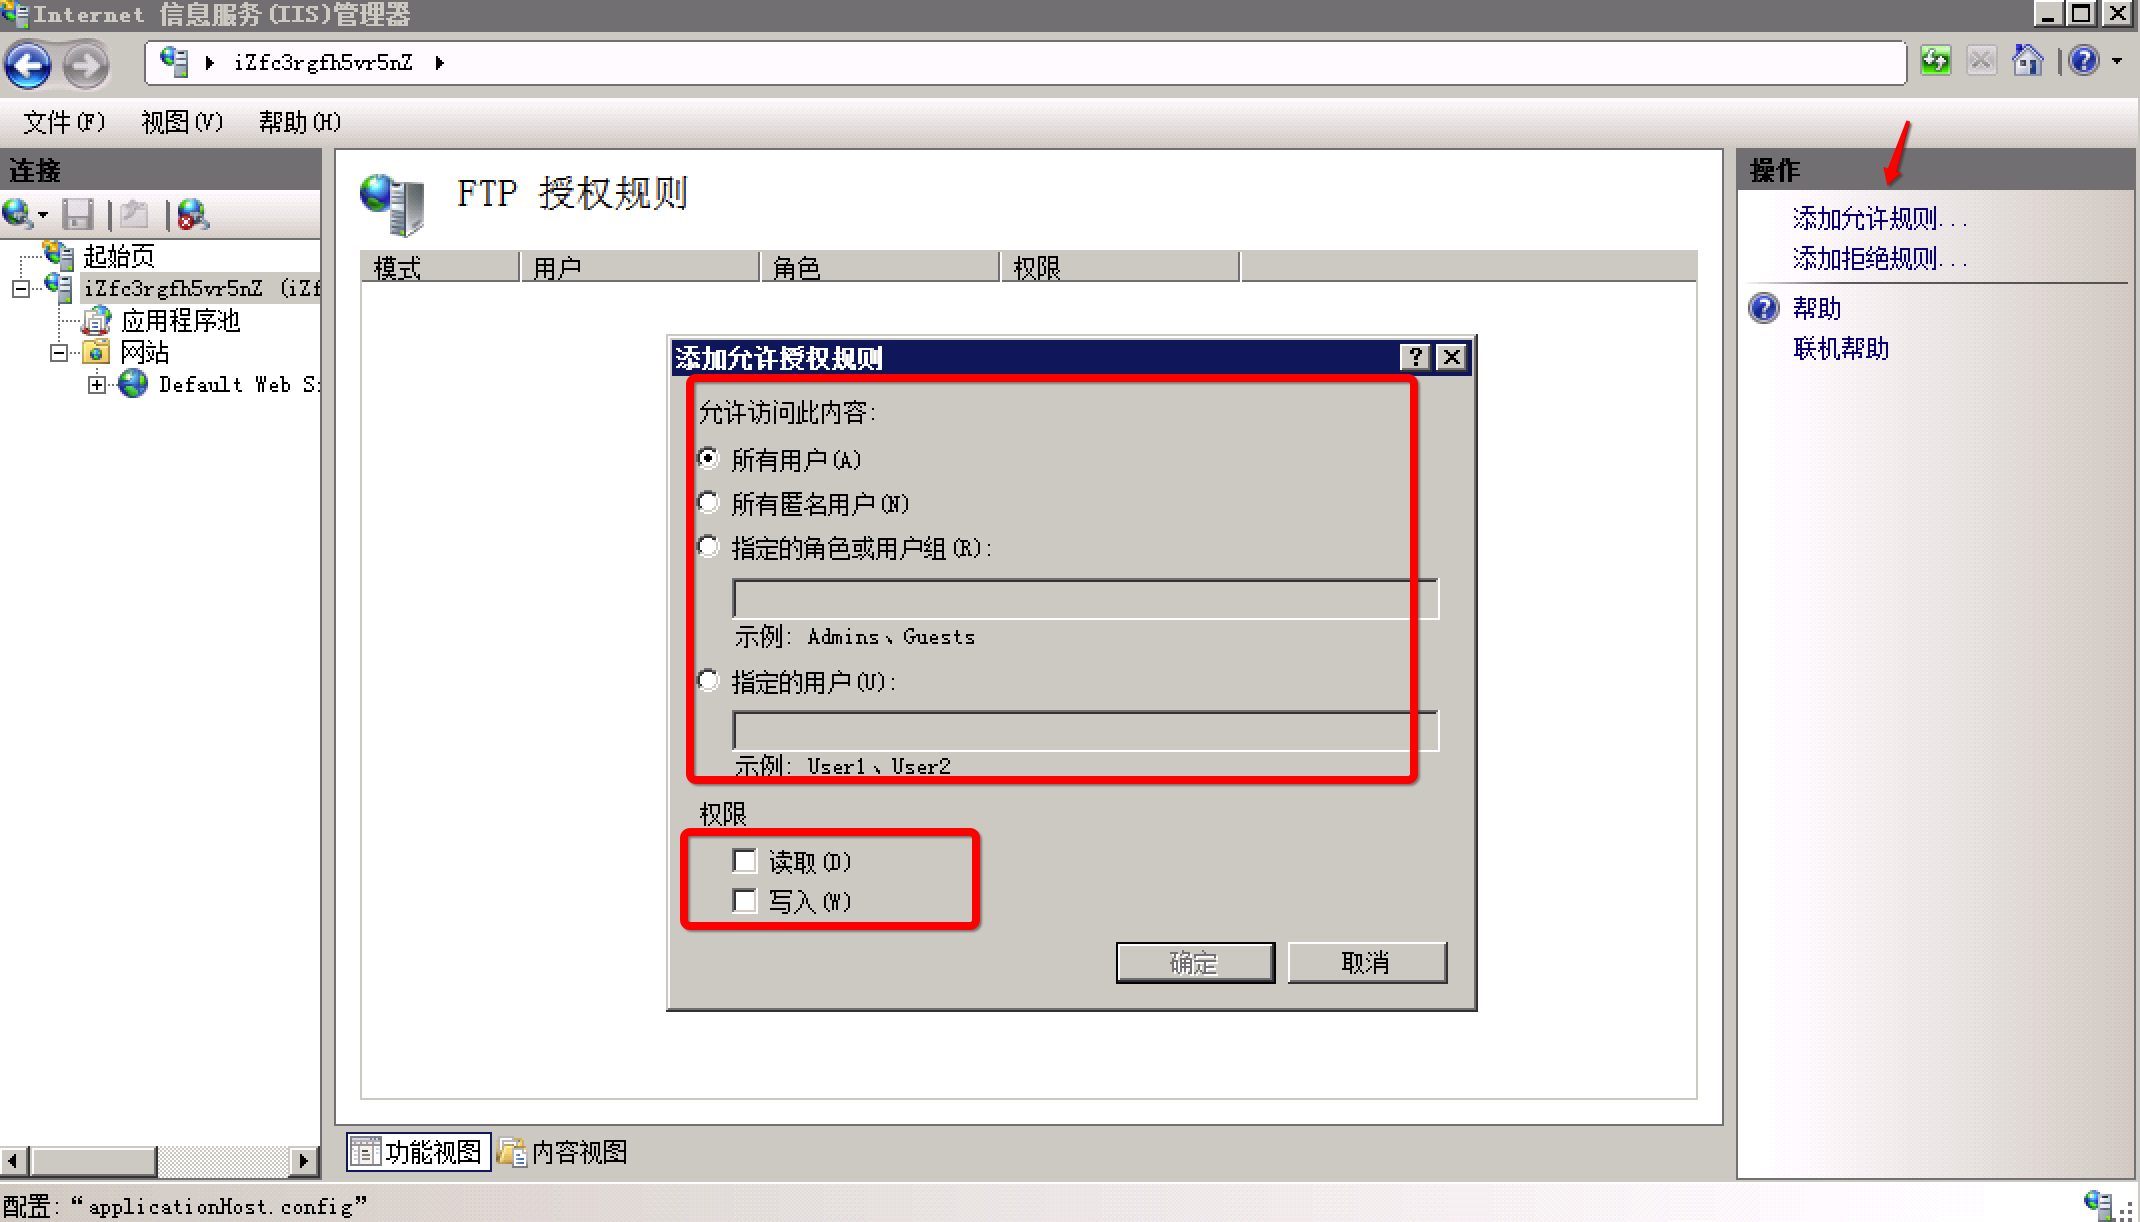 Internet 信息服务(IIS)管理器
iZfc3rgfh5vr5nZ
文件(F) 视图(V) 帮助(H)
连接
起始页
iZfc3rgfh5vr5nZ (iZf
应用程序池
网站
Default Web S
FTP 授权规则
模式 用户 角色 权限
添加允许授权规则
允许访问此内容:
所有用户(A)
所有匿名用户(N)
指定的角色或用户组(R):
示例: Admins、Guests
指定的用户(U):
示例: User1、User2
权限
读取(D)
写入(W)
确定 取消
功能视图 内容视图
操作
添加允许规则...
添加拒绝规则...
帮助
联机帮助
配置:“applicationHost.config”